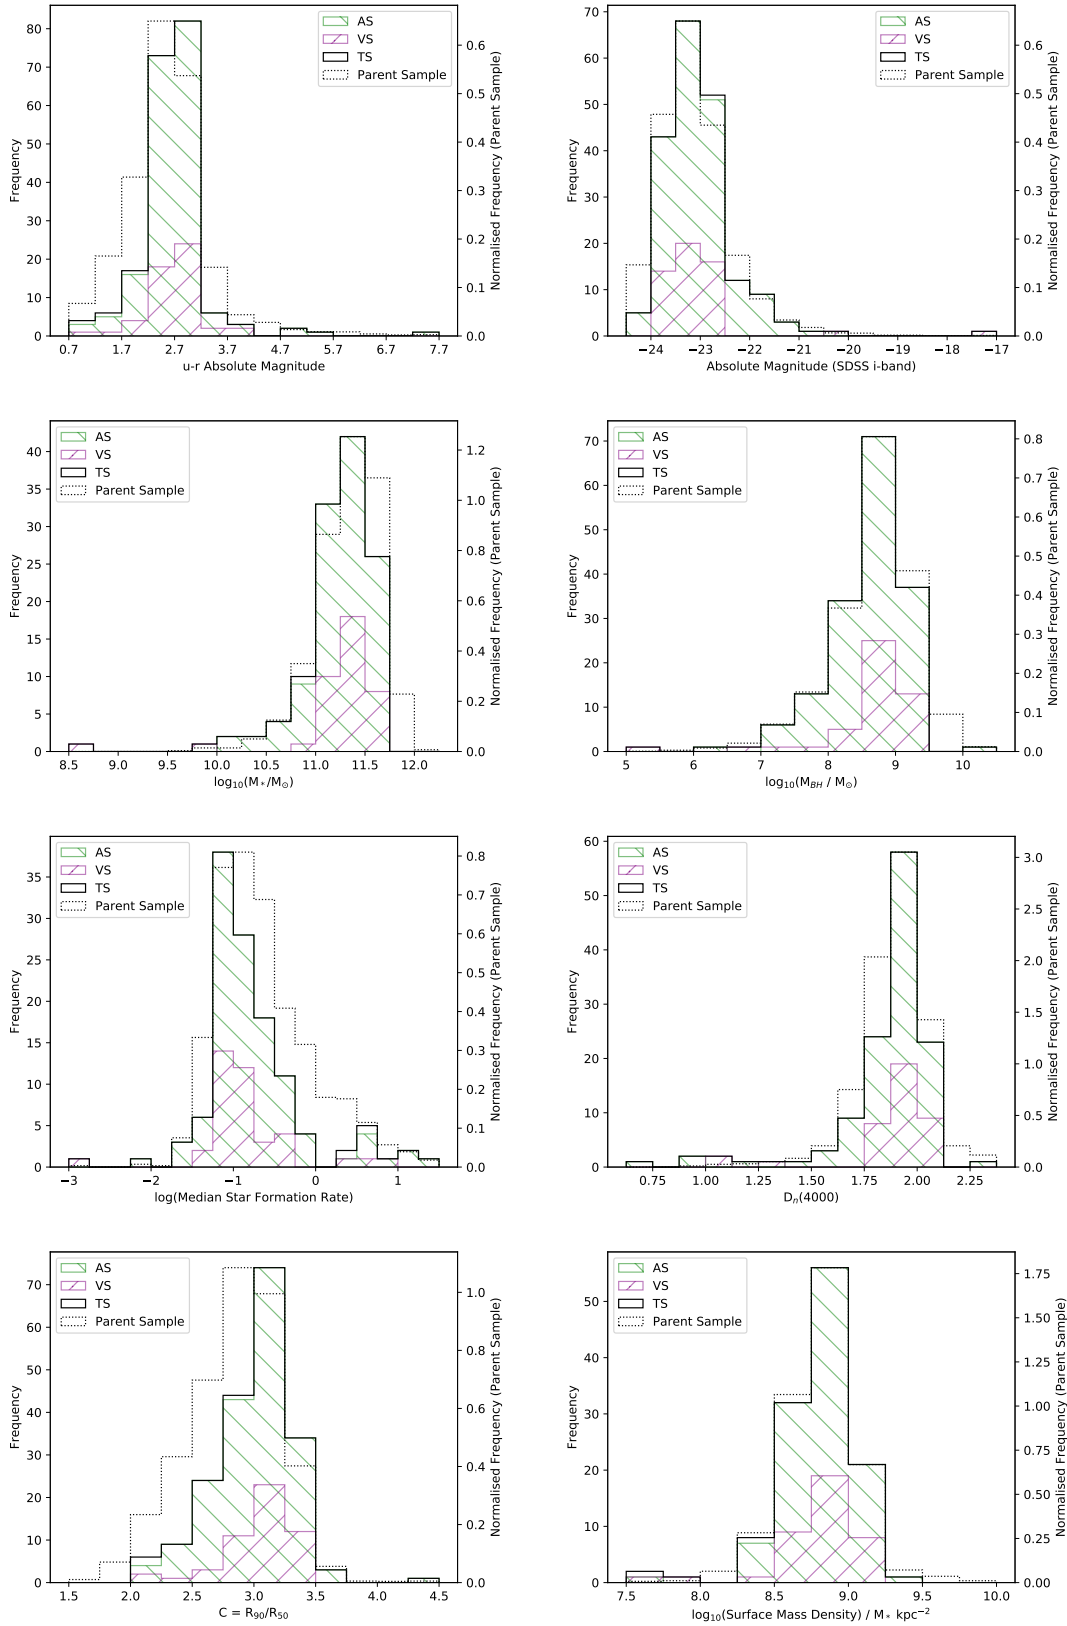 AS
VS
TS
Parent Sample
80
70
60
50
40
30
20
10
0
Frequency
0.6
0.5
0.4
0.3
0.2
0.1
0.0
Normalised Frequency (Parent Sample)
0.7 1.7 2.7 3.7 4.7 5.7 6.7 7.7
u-r Absolute Magnitude
AS
VS
TS
Parent Sample
70
60
50
40
30
20
10
0
Frequency
0.6
0.5
0.4
0.3
0.2
0.1
0.0
Normalised Frequency (Parent Sample)
−24 −23 −22 −21 −20 −19 −18 −17
Absolute Magnitude (SDSS i-band)
AS
VS
TS
Parent Sample
40
35
30
25
20
15
10
5
0
Frequency
1.2
1.0
0.8
0.6
0.4
0.2
0.0
Normalised Frequency (Parent Sample)
8.5 9.0 9.5 10.0 10.5 11.0 11.5 12.0
log₁₀(M*/M⊙)
AS
VS
TS
Parent Sample
70
60
50
40
30
20
10
0
Frequency
0.8
0.7
0.6
0.5
0.4
0.3
0.2
0.1
0.0
Normalised Frequency (Parent Sample)
5 6 7 8 9 10
log₁₀(M_BH / M⊙)
AS
VS
TS
Parent Sample
35
30
25
20
15
10
5
0
Frequency
0.8
0.7
0.6
0.5
0.4
0.3
0.2
0.1
0.0
Normalised Frequency (Parent Sample)
−3 −2 −1 0 1
log(Median Star Formation Rate)
AS
VS
TS
Parent Sample
60
50
40
30
20
10
0
Frequency
3.0
2.5
2.0
1.5
1.0
0.5
0.0
Normalised Frequency (Parent Sample)
0.75 1.00 1.25 1.50 1.75 2.00 2.25
Dₙ(4000)
AS
VS
TS
Parent Sample
70
60
50
40
30
20
10
0
Frequency
1.0
0.8
0.6
0.4
0.2
0.0
Normalised Frequency (Parent Sample)
1.5 2.0 2.5 3.0 3.5 4.0 4.5
C = R₉₀/R₅₀
AS
VS
TS
Parent Sample
50
40
30
20
10
0
Frequency
1.75
1.50
1.25
1.00
0.75
0.50
0.25
0.00
Normalised Frequency (Parent Sample)
7.5 8.0 8.5 9.0 9.5 10.0
log₁₀(Surface Mass Density) / M* kpc⁻²